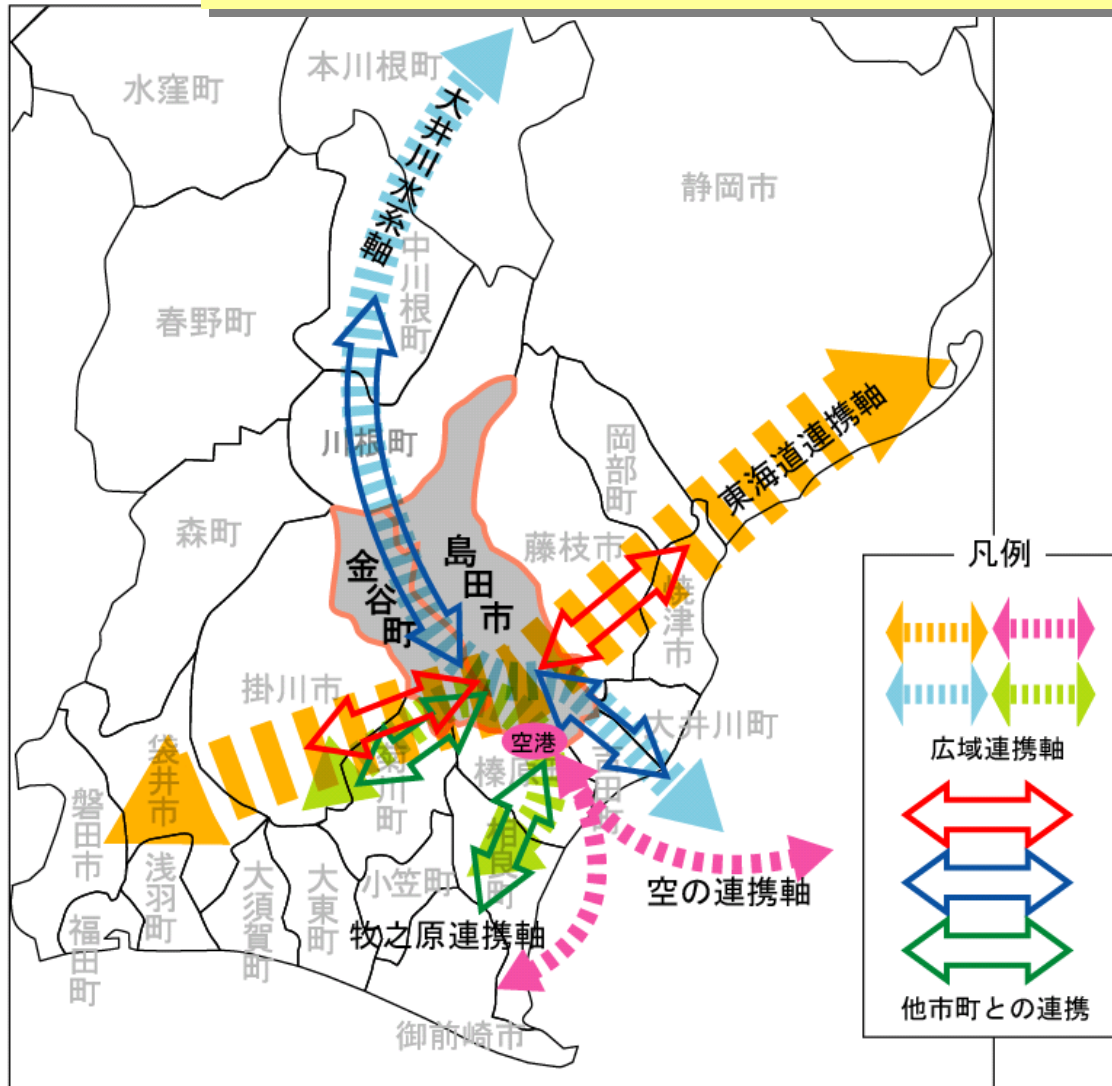 本川根町
水窪町
大井川水系軸
静岡市
中川根町
春野町
川根町
岡部町
東海道連携軸
森町
藤枝市
島田市
金谷町
焼津市
凡例
掛川市
大井川町
空港
袋井市
菊川町
榛原
吉田町
広域連携軸
磐田市
浅羽町
大須賀町
大東町
小笠町
相良町
空の連携軸
牧之原連携軸
福田町
御前崎市
他市町との連携